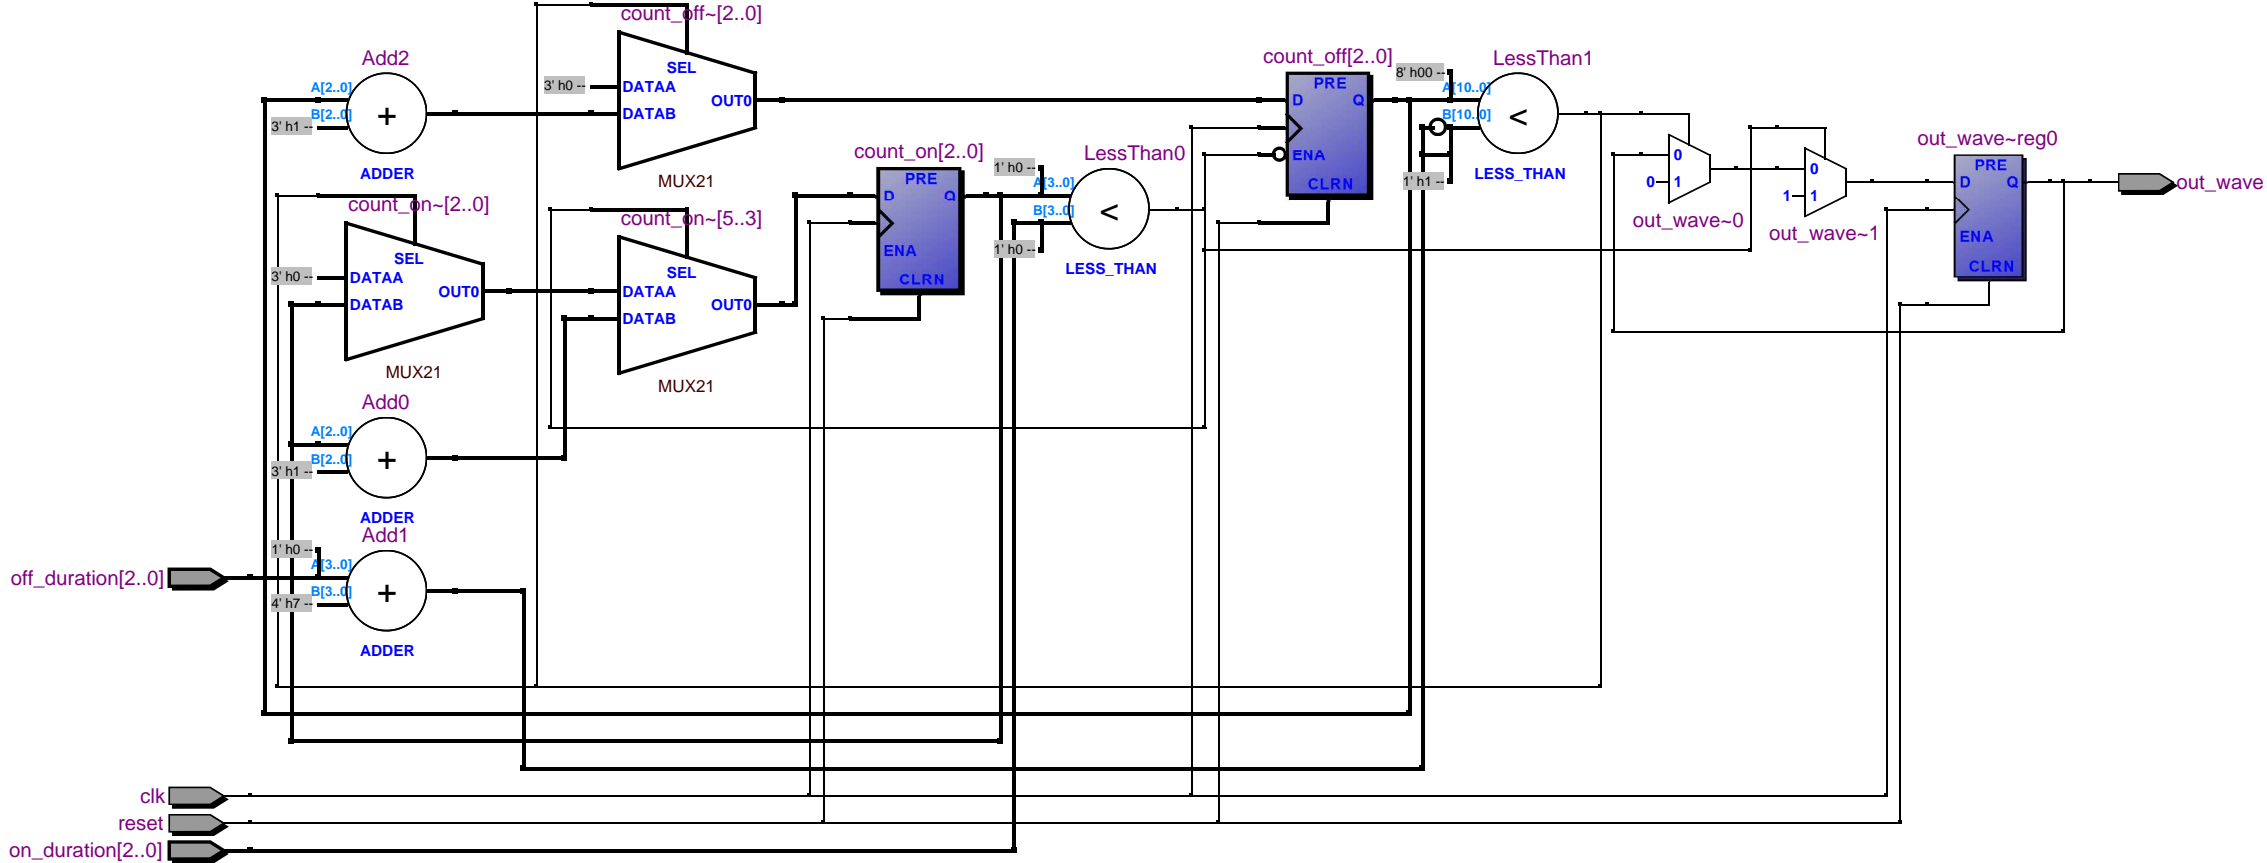 count_off~[2..0]
SEL
3' h0 --
DATAA
DATAB
OUT0
MUX21
Add2
A[2..0]
B[2..0]
3' h1 --
+
ADDER
count_off[2..0]
PRE
D
Q
ENA
CLRN
8' h00 --
LessThan1
A[10..0]
B[10..0]
1' h1 --
<
LESS_THAN
0
0
1
out_wave~0
0
1
1
out_wave~1
out_wave~reg0
PRE
D
Q
ENA
CLRN
out_wave
count_on[2..0]
PRE
D
Q
ENA
CLRN
1' h0 --
LessThan0
A[3..0]
B[3..0]
1' h0 --
<
LESS_THAN
count_on~[2..0]
SEL
3' h0 --
DATAA
DATAB
OUT0
MUX21
count_on~[5..3]
SEL
DATAA
DATAB
OUT0
MUX21
Add0
A[2..0]
B[2..0]
3' h1 --
+
ADDER
Add1
1' h0 --
A[3..0]
B[3..0]
4' h7 --
+
ADDER
off_duration[2..0]
clk
reset
on_duration[2..0]